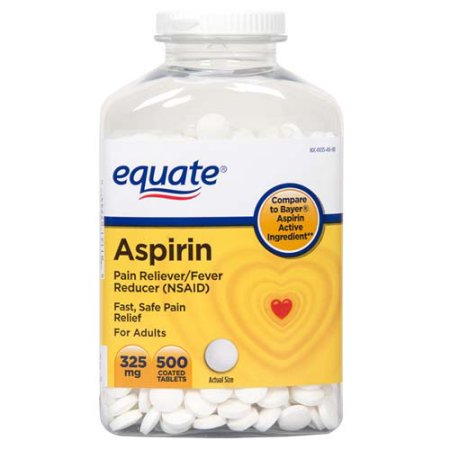 equate®
Compare
to Bayer®
Aspirin
Active
Ingredient**
Aspirin
Pain Reliever/Fever
Reducer (NSAID)
Fast, Safe Pain
Relief
For Adults
325
mg
500
COATED
TABLETS
Actual Size